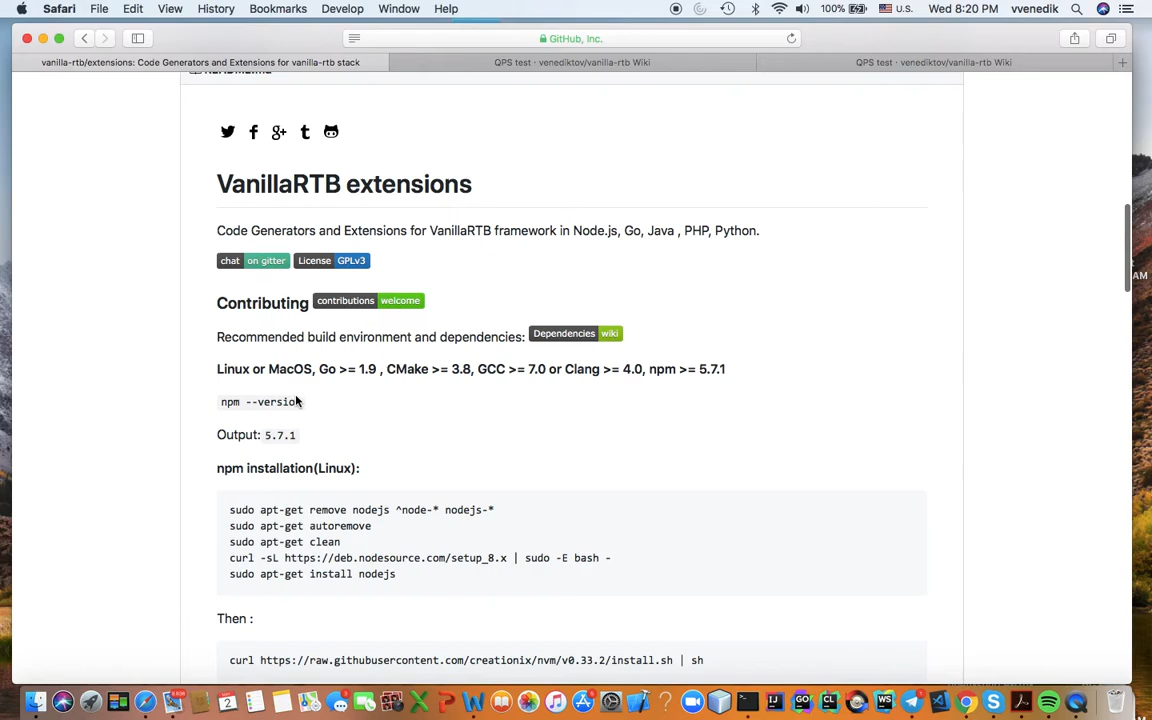 Safari File Edit View History Bookmarks Develop Window Help 100% U.S. Wed 8:20 PM vvenedik
GitHub, Inc.
vanilla-rtb/extensions: Code Generators and Extensions for vanilla-rtb stack
QPS test · venediktov/vanilla-rtb Wiki
QPS test · venediktov/vanilla-rtb Wiki
VanillaRTB extensions
Code Generators and Extensions for VanillaRTB framework in Node.js, Go, Java , PHP, Python.
chat on gitter License GPLv3
Contributing contributions welcome
Recommended build environment and dependencies: Dependencies wiki
Linux or MacOS, Go >= 1.9 , CMake >= 3.8, GCC >= 7.0 or Clang >= 4.0, npm >= 5.7.1
npm --version
Output: 5.7.1
npm installation(Linux):
sudo apt-get remove nodejs ^node-* nodejs-*
sudo apt-get autoremove
sudo apt-get clean
curl -sL https://deb.nodesource.com/setup_8.x | sudo -E bash -
sudo apt-get install nodejs
Then :
curl https://raw.githubusercontent.com/creationix/nvm/v0.33.2/install.sh | sh
AM